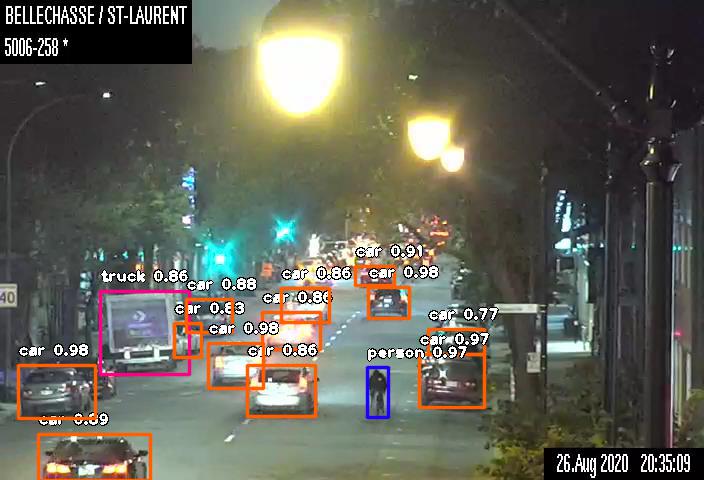 BELLECHASSE / ST-LAURENT
5006-258 *
car 0.91
car 0.86
car 0.98
truck 0.86
car 0.88
car 0.86
car 0.83
car 0.77
car 0.98
car 0.97
car 0.98
car 0.86
person 0.97
40
car 0.89
26.Aug 2020 20:35:09